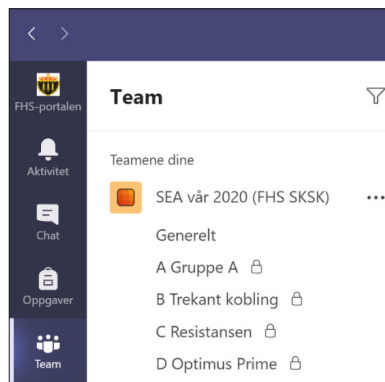 FHS-portalen
Aktivitet
Chat
Oppgaver
Team
Team
Teamene dine
SEA vår 2020 (FHS SKSK)
Generelt
A Gruppe A
B Trekant kobling
C Resistansen
D Optimus Prime